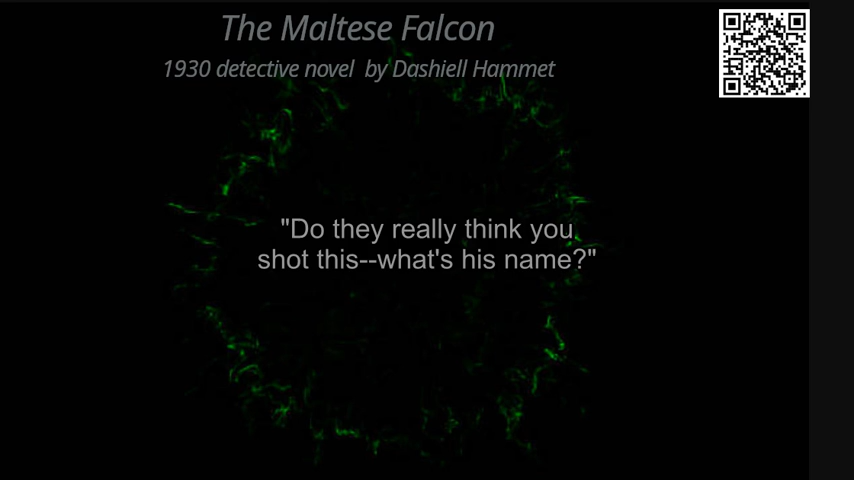 The Maltese Falcon
1930 detective novel by Dashiell Hammet
"Do they really think you
shot this--what's his name?"